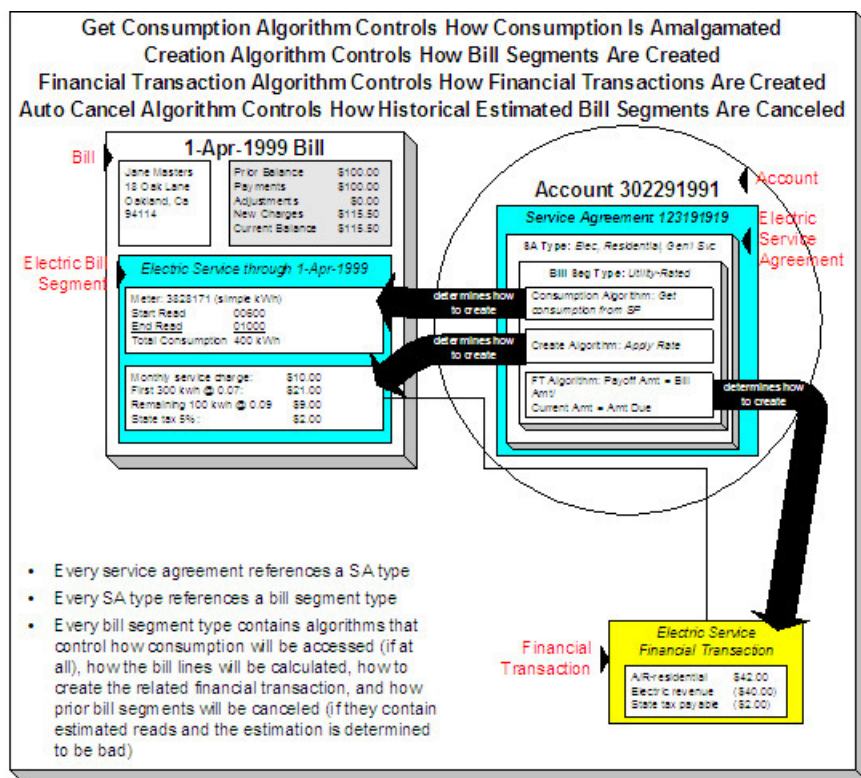 Get Consumption Algorithm Controls How Consumption Is Amalgamated
Creation Algorithm Controls How Bill Segments Are Created
Financial Transaction Algorithm Controls How Financial Transactions Are Created
Auto Cancel Algorithm Controls How Historical Estimated Bill Segments Are Canceled
Bill
1-Apr-1999 Bill
Jane Masters
18 Oak Lane
Oakland, Ca
94114
Prior Balance $100.00
Payments $100.00
Adjustments $0.00
New Charges $115.50
Current Balance $115.50
Electric Bill
Segment
Electric Service through 1-Apr-1999
Meter: 3828171 (simple kWh)
Start Read 00600
End Read 01000
Total Consumption 400 kWh
Monthly service charge: $10.00
First 300 kwh @ 0.07: $21.00
Remaining 100 kwh @ 0.09 $9.00
State tax 5%: $2.00
Account
Account 302291991
Service Agreement 123191919
Electric
Service
Agreement
SA Type: Elec, Residential, Gen'l Svc
Bill Seg Type: Utility-Rated
determines how
to create
Consumption Algorithm: Get
consumption from SP
determines how
to create
Create Algorithm: Apply Rate
FT Algorithm: Payoff Amt = Bill
Amt/
Current Amt = Amt Due
determines how
to create
• Every service agreement references a SA type
• Every SA type references a bill segment type
• Every bill segment type contains algorithms that
control how consumption will be accessed (if at
all), how the bill lines will be calculated, how to
create the related financial transaction, and how
prior bill segments will be canceled (if they contain
estimated reads and the estimation is determined
to be bad)
Financial
Transaction
Electric Service
Financial Transaction
A/R-residential $42.00
Electric revenue ($40.00)
State tax payable ($2.00)